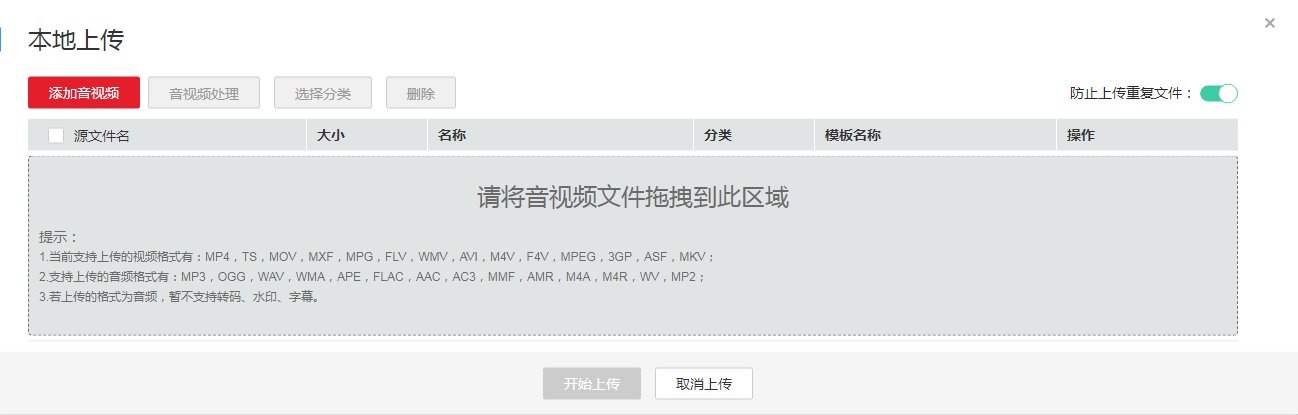 本地上传
添加音视频 音视频处理 选择分类 删除 防止上传重复文件：
源文件名 大小 名称 分类 模板名称 操作
请将音视频文件拖拽到此区域
提示：
1.当前支持上传的视频格式有：MP4，TS，MOV，MXF，MPG，FLV，WMV，AVI，M4V，F4V，MPEG，3GP，ASF，MKV；
2.支持上传的音频格式有：MP3，OGG，WAV，WMA，APE，FLAC，AAC，AC3，MMF，AMR，M4A，M4R，WV，MP2；
3.若上传的格式为音频，暂不支持转码、水印、字幕。
开始上传 取消上传